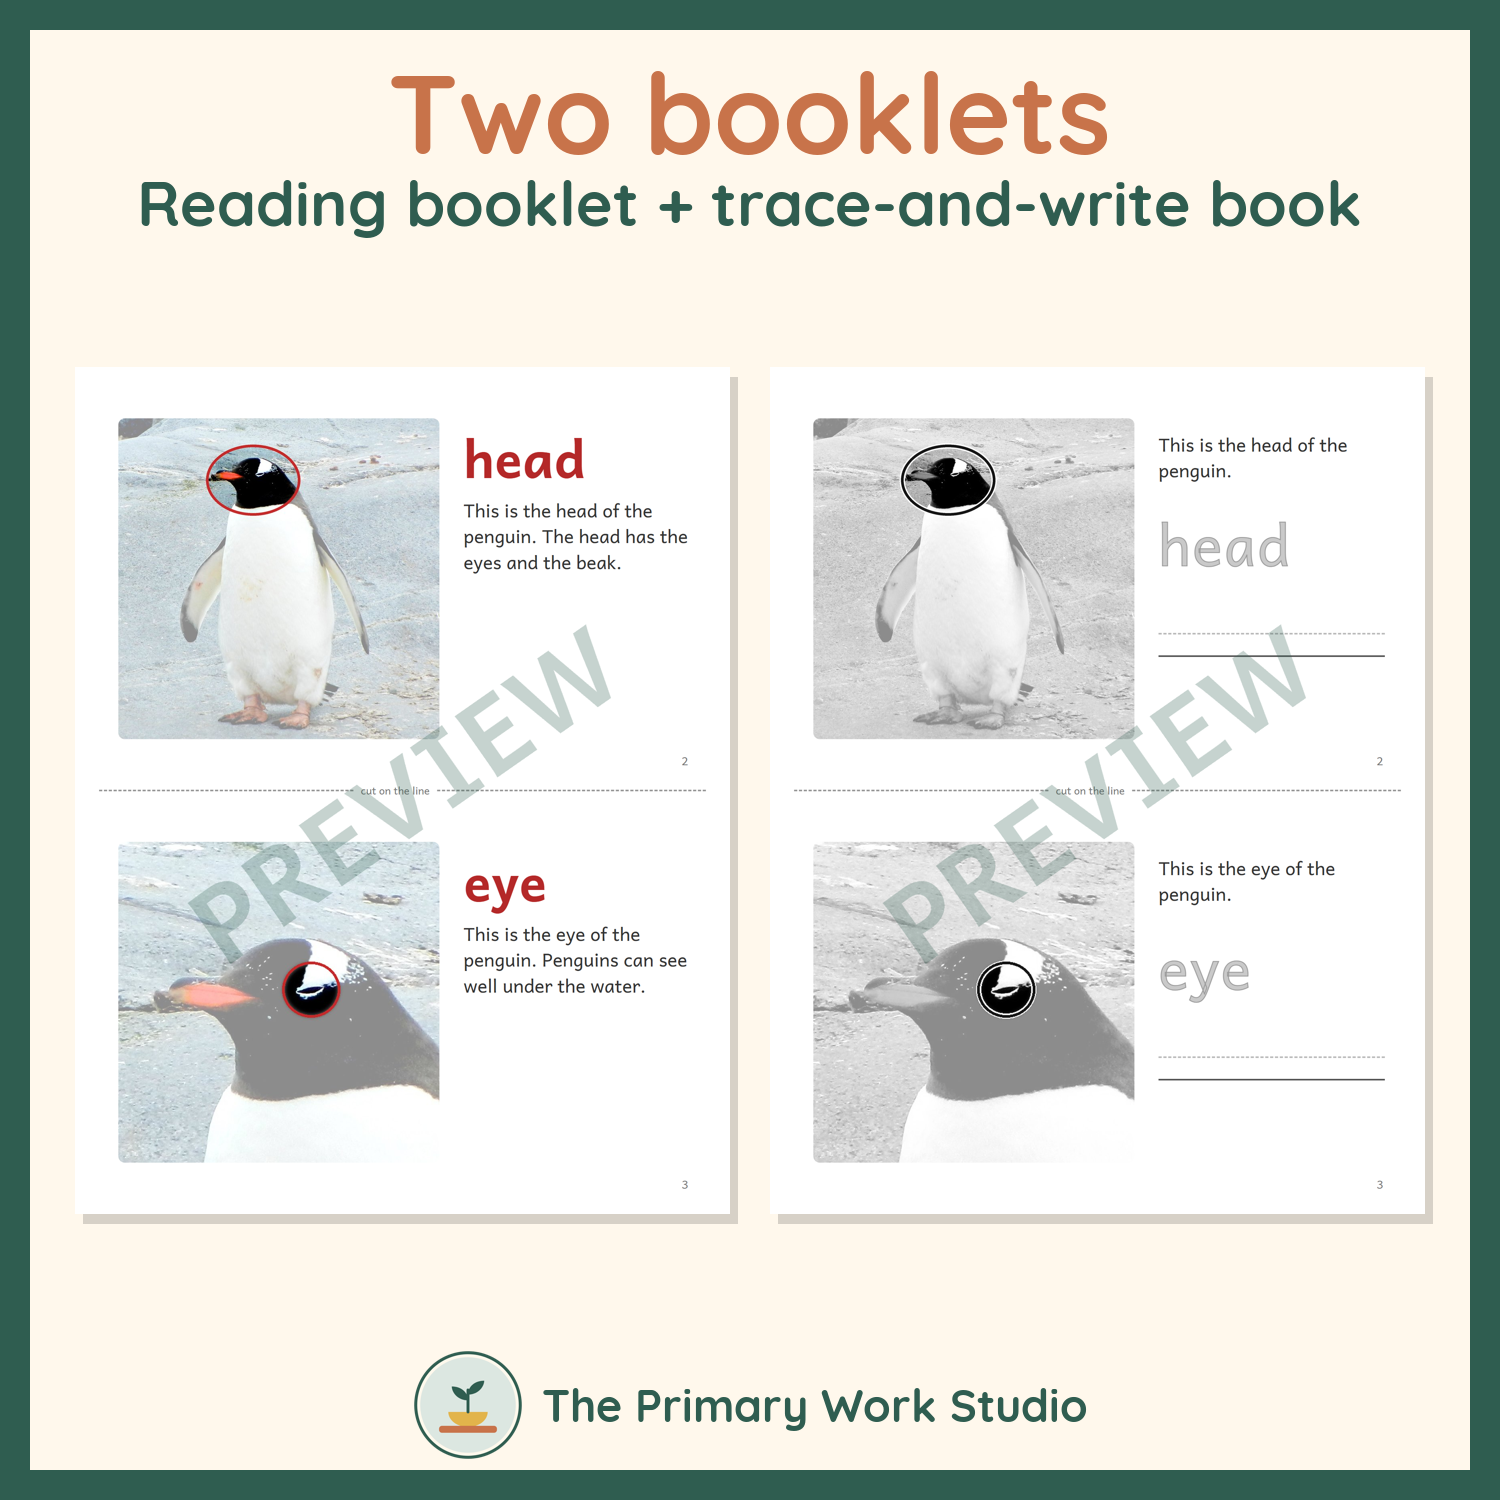 Two booklets
Reading booklet + trace-and-write book
head
This is the head of the
penguin. The head has the
eyes and the beak.
2
cut on the line
eye
This is the eye of the
penguin. Penguins can see
well under the water.
3
PREVIEW
This is the head of the
penguin.
head
2
cut on the line
This is the eye of the
penguin.
eye
3
PREVIEW
The Primary Work Studio